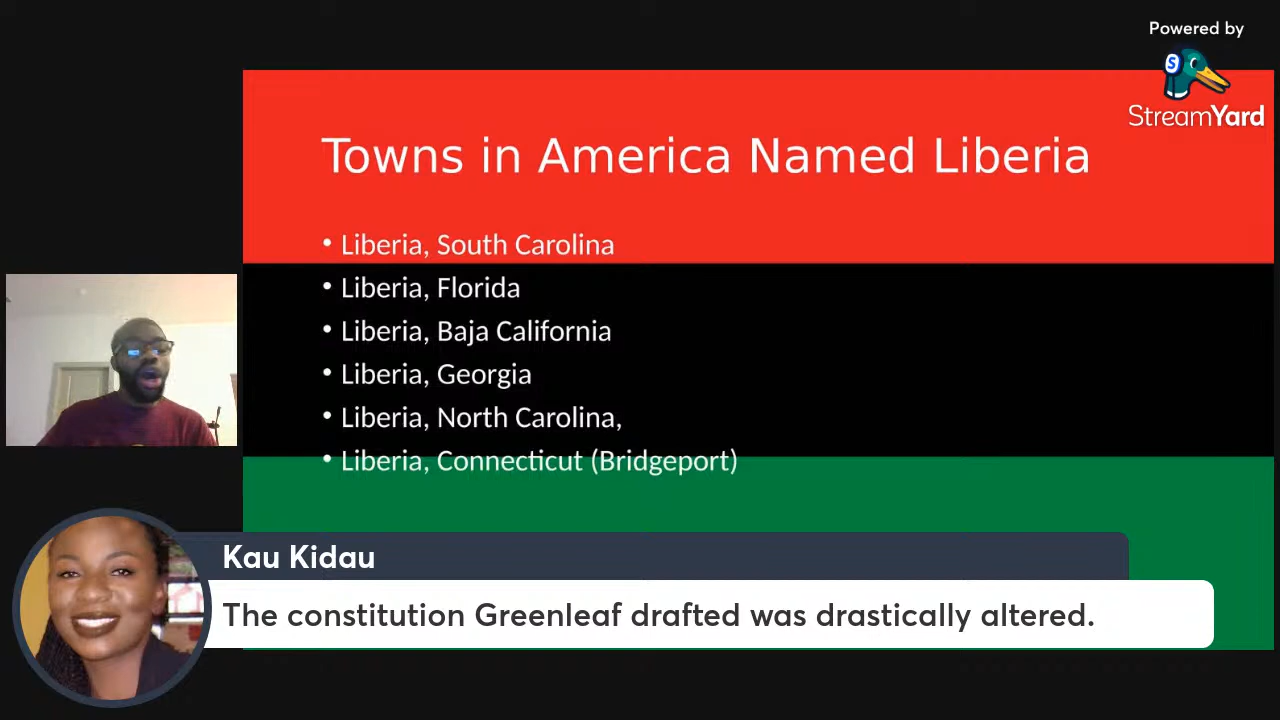 Powered by
StreamYard
Towns in America Named Liberia
• Liberia, South Carolina
• Liberia, Florida
• Liberia, Baja California
• Liberia, Georgia
• Liberia, North Carolina,
• Liberia, Connecticut (Bridgeport)
Kau Kidau
The constitution Greenleaf drafted was drastically altered.